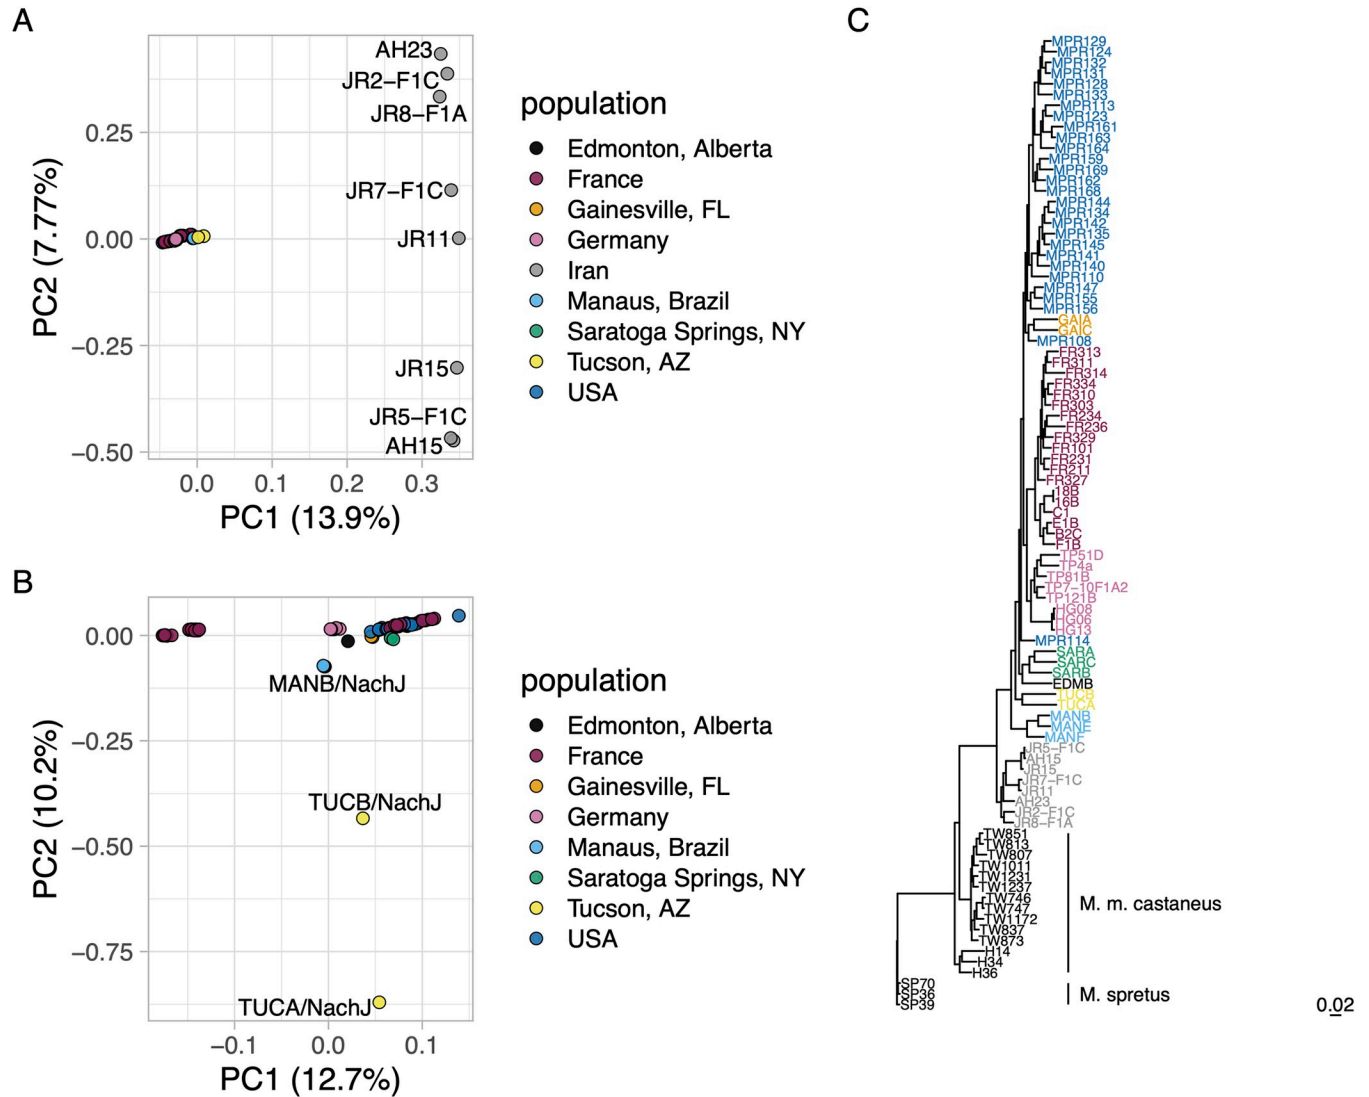 A
AH23
JR2–F1C
JR8–F1A
JR7–F1C
JR11
JR15
JR5–F1C
AH15
0.25
0.00
−0.25
−0.50
PC2 (7.77%)
0.0 0.1 0.2 0.3
PC1 (13.9%)
population
Edmonton, Alberta
France
Gainesville, FL
Germany
Iran
Manaus, Brazil
Saratoga Springs, NY
Tucson, AZ
USA
B
MANB/NachJ
TUCB/NachJ
TUCA/NachJ
0.00
−0.25
−0.50
−0.75
PC2 (10.2%)
−0.1 0.0 0.1
PC1 (12.7%)
population
Edmonton, Alberta
France
Gainesville, FL
Germany
Manaus, Brazil
Saratoga Springs, NY
Tucson, AZ
USA
C
MPR129
MPR124
MPR132
MPR131
MPR128
MPR133
MPR113
MPR123
MPR161
MPR163
MPR164
MPR159
MPR169
MPR162
MPR168
MPR144
MPR134
MPR142
MPR135
MPR145
MPR141
MPR140
MPR110
MPR147
MPR155
MPR156
GAIA
GAIC
MPR108
FR313
FR311
FR314
FR334
FR310
FR303
FR234
FR236
FR329
FR101
FR231
FR211
FR327
18B
16B
C1
E1B
B2C
F1B
TP51D
TP4a
TP81B
TP7−10F1A2
TP121B
HG08
HG06
HG13
MPR114
SARA
SARC
SARB
EDMB
TUCB
TUCA
MANB
MANE
MANF
JR5−F1C
AH15
JR15
JR7−F1C
JR11
AH23
JR2−F1C
JR8−F1A
TW851
TW813
TW807
TW1011
TW1231
TW1237
TW746
TW747
TW1172
TW837
TW873
H14
H34
H36
SP70
SP36
SP39
M. m. castaneus
M. spretus
0.02